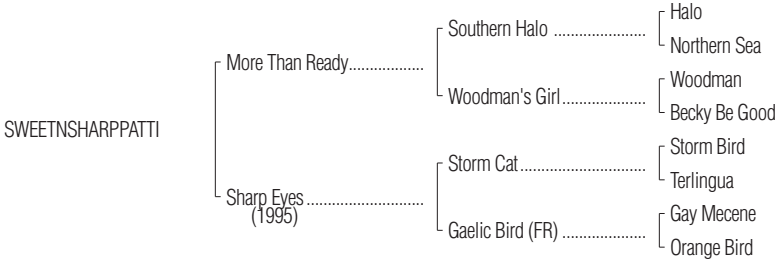 Halo
Southern Halo ......................
Northern Sea
More Than Ready..................
Woodman
Woodman's Girl....................
Becky Be Good
SWEETNSHARPPATTI
Storm Bird
Storm Cat..............................
Terlingua
Sharp Eyes ............................
(1995)
Gay Mecene
Gaelic Bird (FR) ....................
Orange Bird